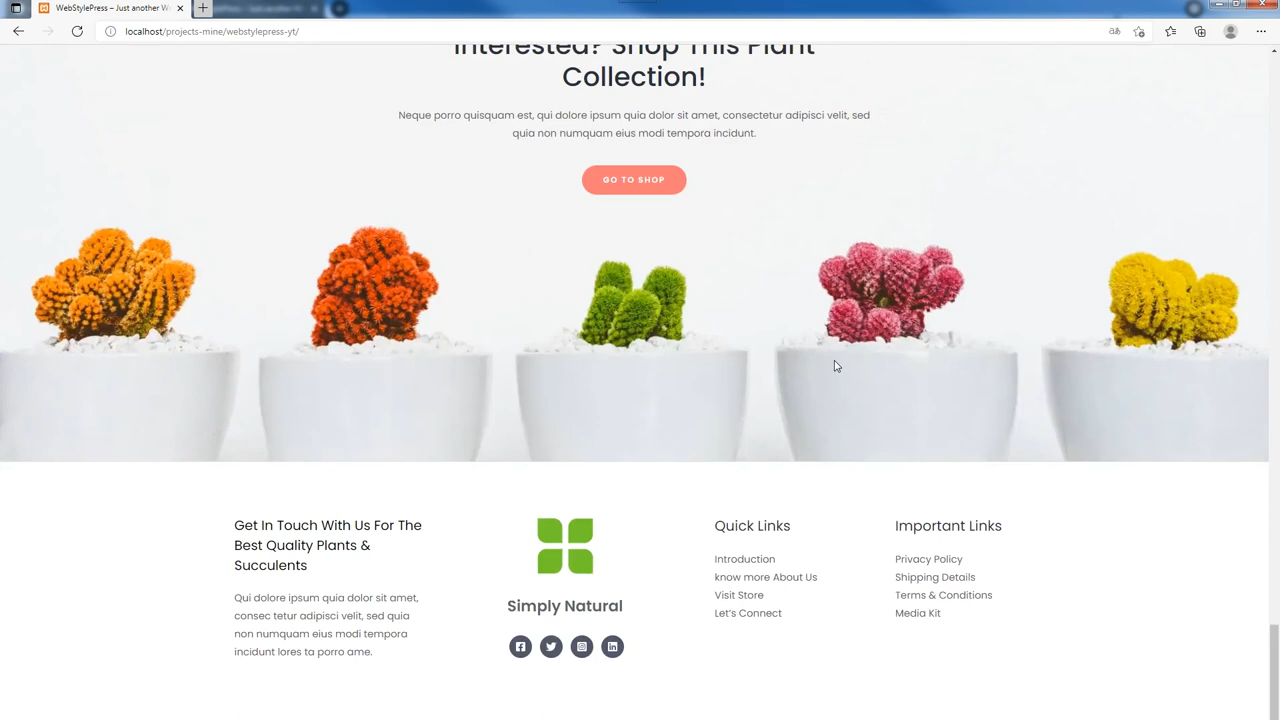 WebStylePress – Just another W
localhost/projects-mine/webstylepress-yt/
Interested? Shop This Plant
Collection!
Neque porro quisquam est, qui dolore ipsum quia dolor sit amet, consectetur adipisci velit, sed
quia non numquam eius modi tempora incidunt.
GO TO SHOP
Get In Touch With Us For The
Best Quality Plants &
Succulents
Qui dolore ipsum quia dolor sit amet,
consec tetur adipisci velit, sed quia
non numquam eius modi tempora
incidunt lores ta porro ame.
Simply Natural
Quick Links
Introduction
know more About Us
Visit Store
Let’s Connect
Important Links
Privacy Policy
Shipping Details
Terms & Conditions
Media Kit